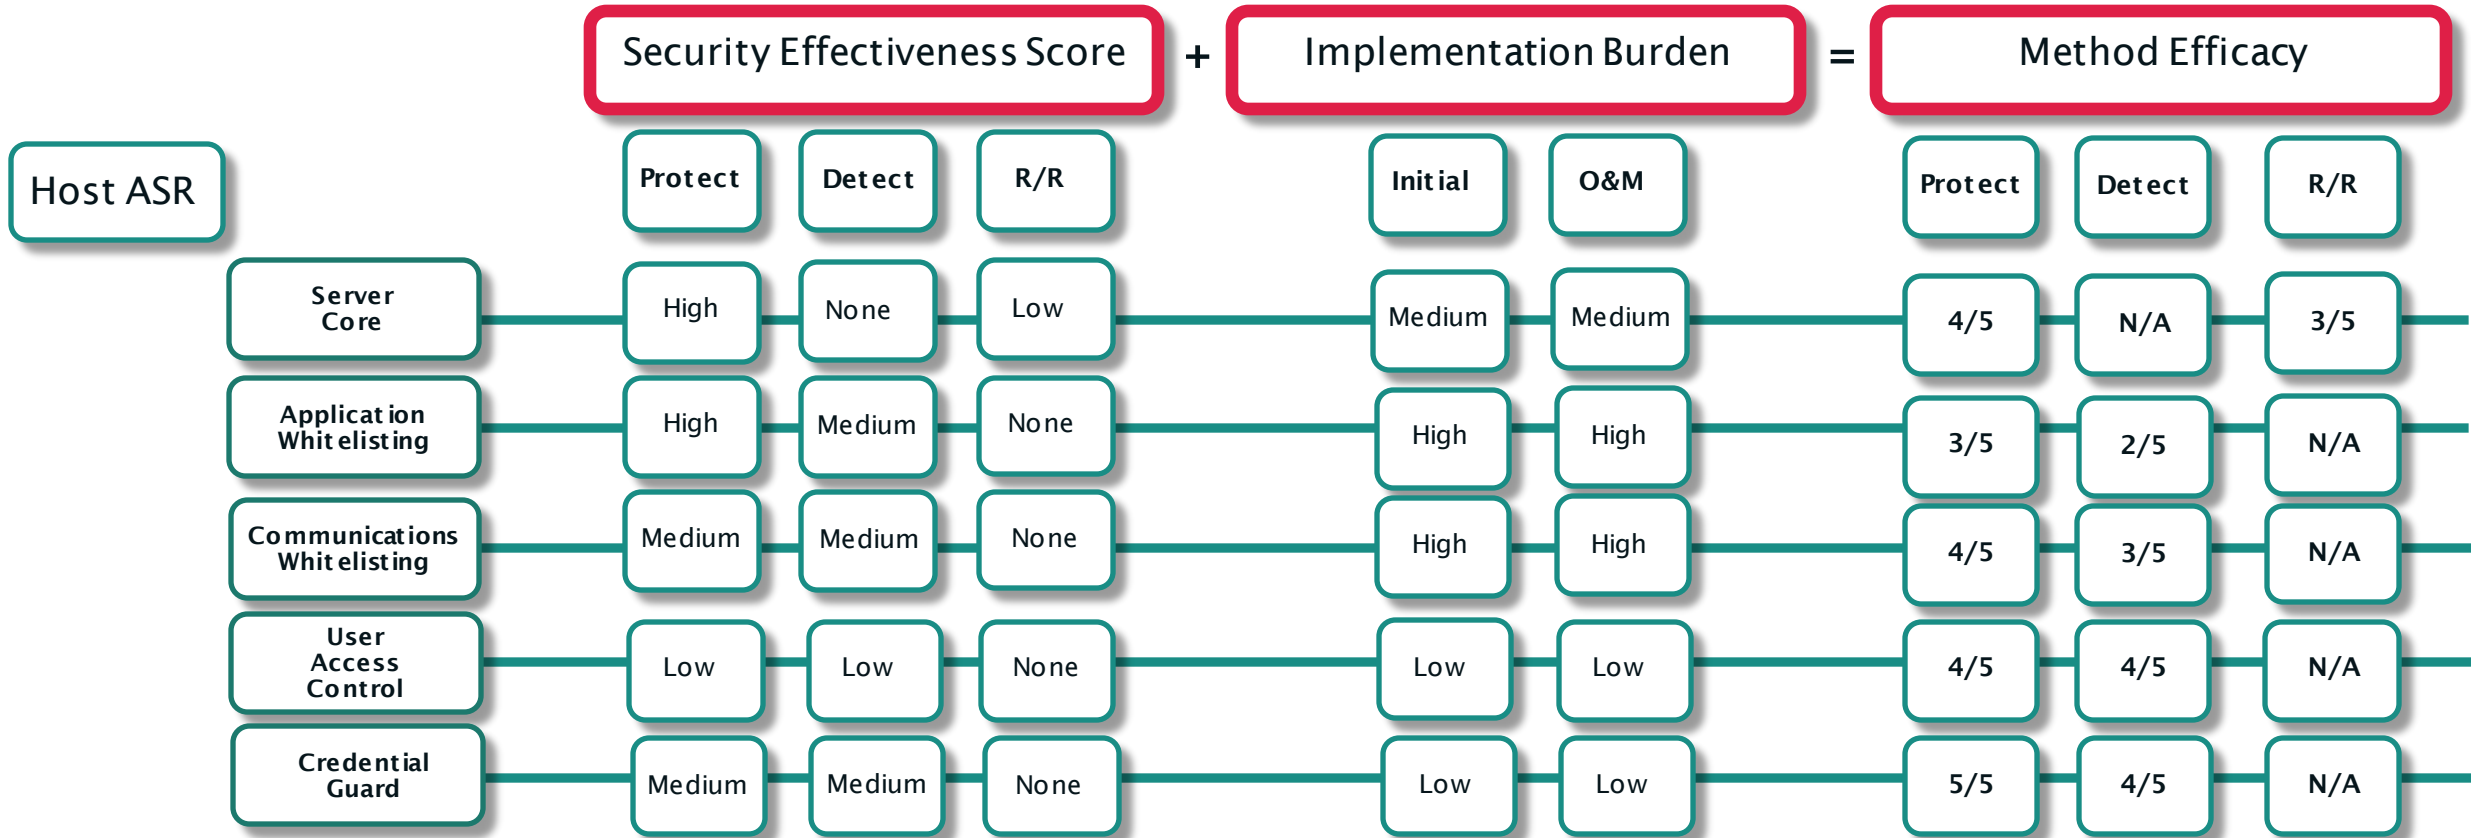 Security Effectiveness Score + Implementation Burden = Method Efficacy
Host ASR
Protect Detect R/R Initial O&M Protect Detect R/R
Server
Core
High None Low Medium Medium 4/5 N/A 3/5
Application
Whitelisting
High Medium None High High 3/5 2/5 N/A
Communications
Whitelisting
Medium Medium None High High 4/5 3/5 N/A
User
Access
Control
Low Low None Low Low 4/5 4/5 N/A
Credential
Guard
Medium Medium None Low Low 5/5 4/5 N/A